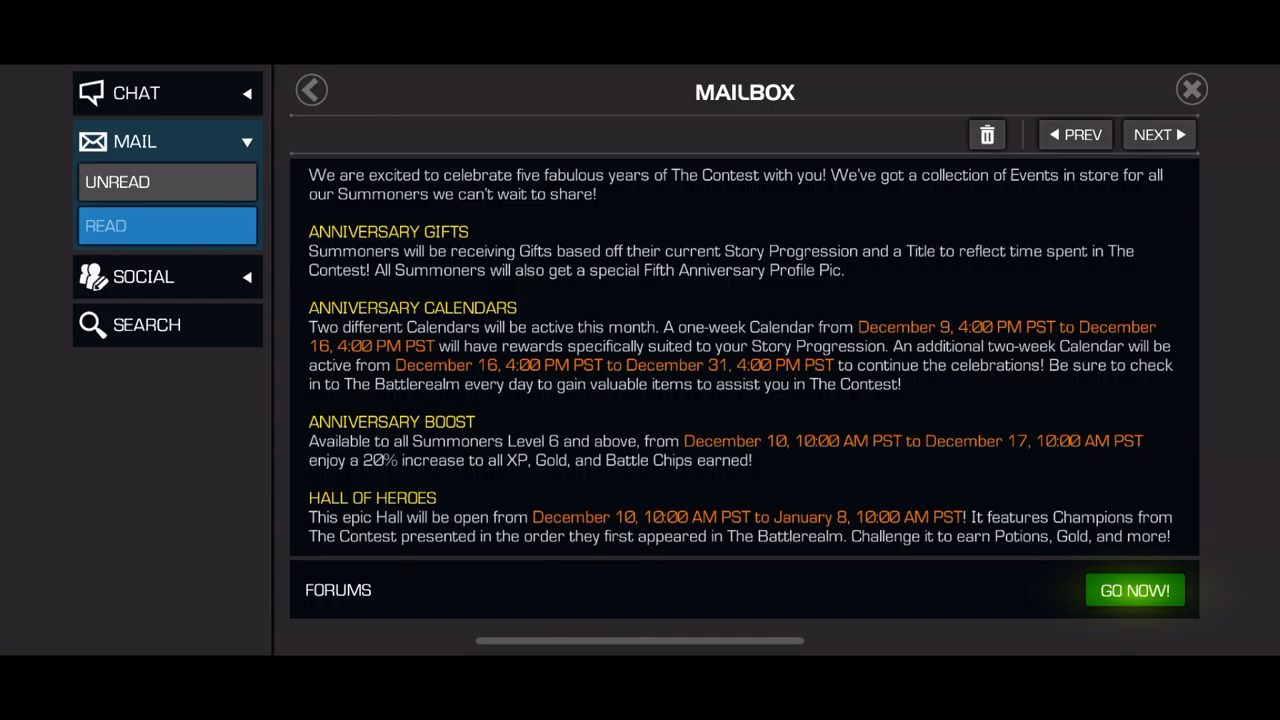 CHAT
MAIL
UNREAD
READ
SOCIAL
SEARCH
MAILBOX
PREV
NEXT
We are excited to celebrate five fabulous years of The Contest with you! We've got a collection of Events in store for all
our Summoners we can't wait to share!
ANNIVERSARY GIFTS
Summoners will be receiving Gifts based off their current Story Progression and a Title to reflect time spent in The
Contest! All Summoners will also get a special Fifth Anniversary Profile Pic.
ANNIVERSARY CALENDARS
Two different Calendars will be active this month. A one-week Calendar from December 9, 4:00 PM PST to December
16, 4:00 PM PST will have rewards specifically suited to your Story Progression. An additional two-week Calendar will be
active from December 16, 4:00 PM PST to December 31, 4:00 PM PST to continue the celebrations! Be sure to check
in to The Battlerealm every day to gain valuable items to assist you in The Contest!
ANNIVERSARY BOOST
Available to all Summoners Level 6 and above, from December 10, 10:00 AM PST to December 17, 10:00 AM PST
enjoy a 20% increase to all XP, Gold, and Battle Chips earned!
HALL OF HEROES
This epic Hall will be open from December 10, 10:00 AM PST to January 8, 10:00 AM PST! It features Champions from
The Contest presented in the order they first appeared in The Battlerealm. Challenge it to earn Potions, Gold, and more!
FORUMS
GO NOW!